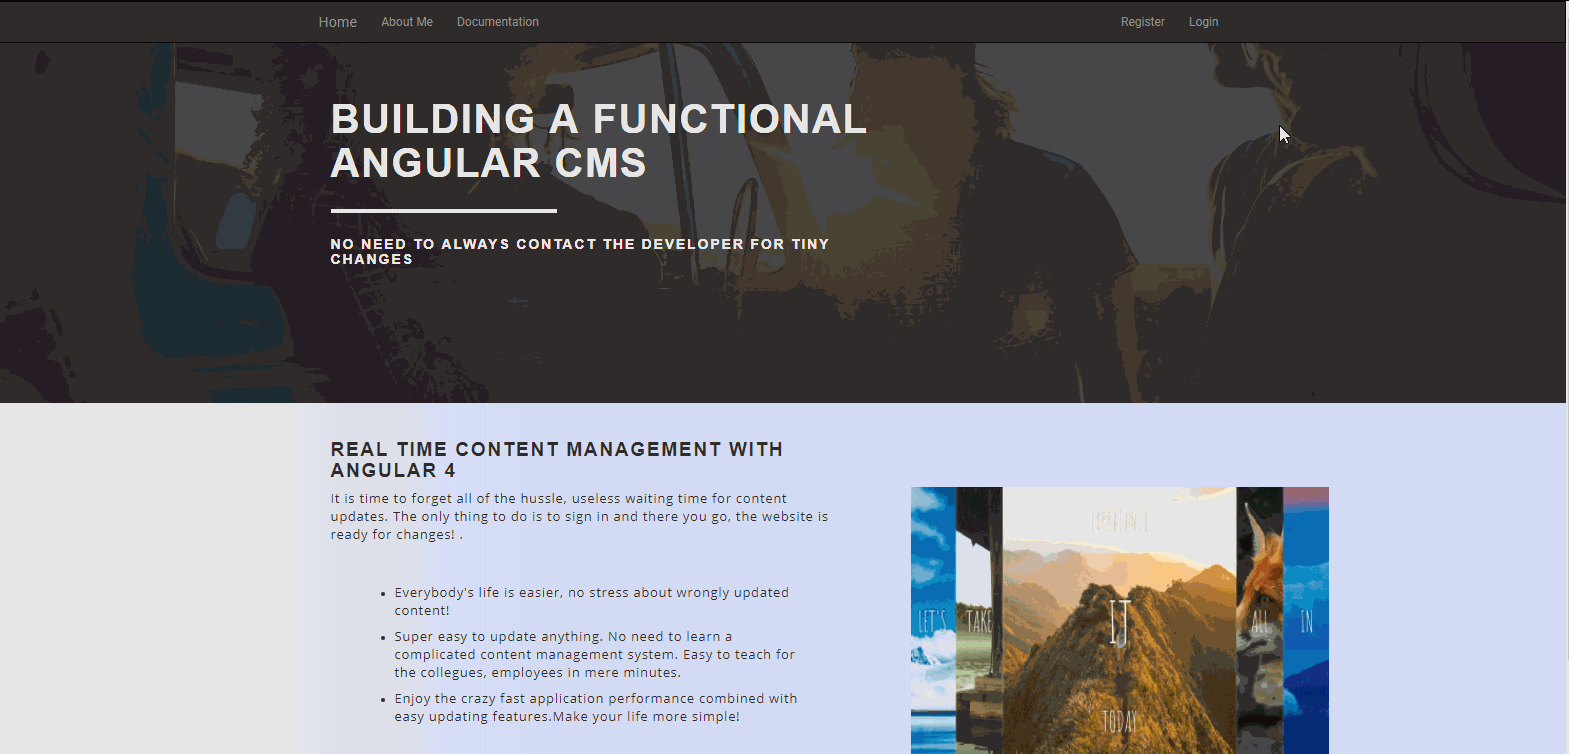 Home About Me Documentation Register Login
BUILDING A FUNCTIONAL
ANGULAR CMS
NO NEED TO ALWAYS CONTACT THE DEVELOPER FOR TINY
CHANGES
REAL TIME CONTENT MANAGEMENT WITH
ANGULAR 4
It is time to forget all of the hussle, useless waiting time for content
updates. The only thing to do is to sign in and there you go, the website is
ready for changes! .
Everybody's life is easier, no stress about wrongly updated
content!
Super easy to update anything. No need to learn a
complicated content management system. Easy to teach for
the collegues, employees in mere minutes.
Enjoy the crazy fast application performance combined with
easy updating features.Make your life more simple!
LET'S TAKE IT ALL IN
TODAY